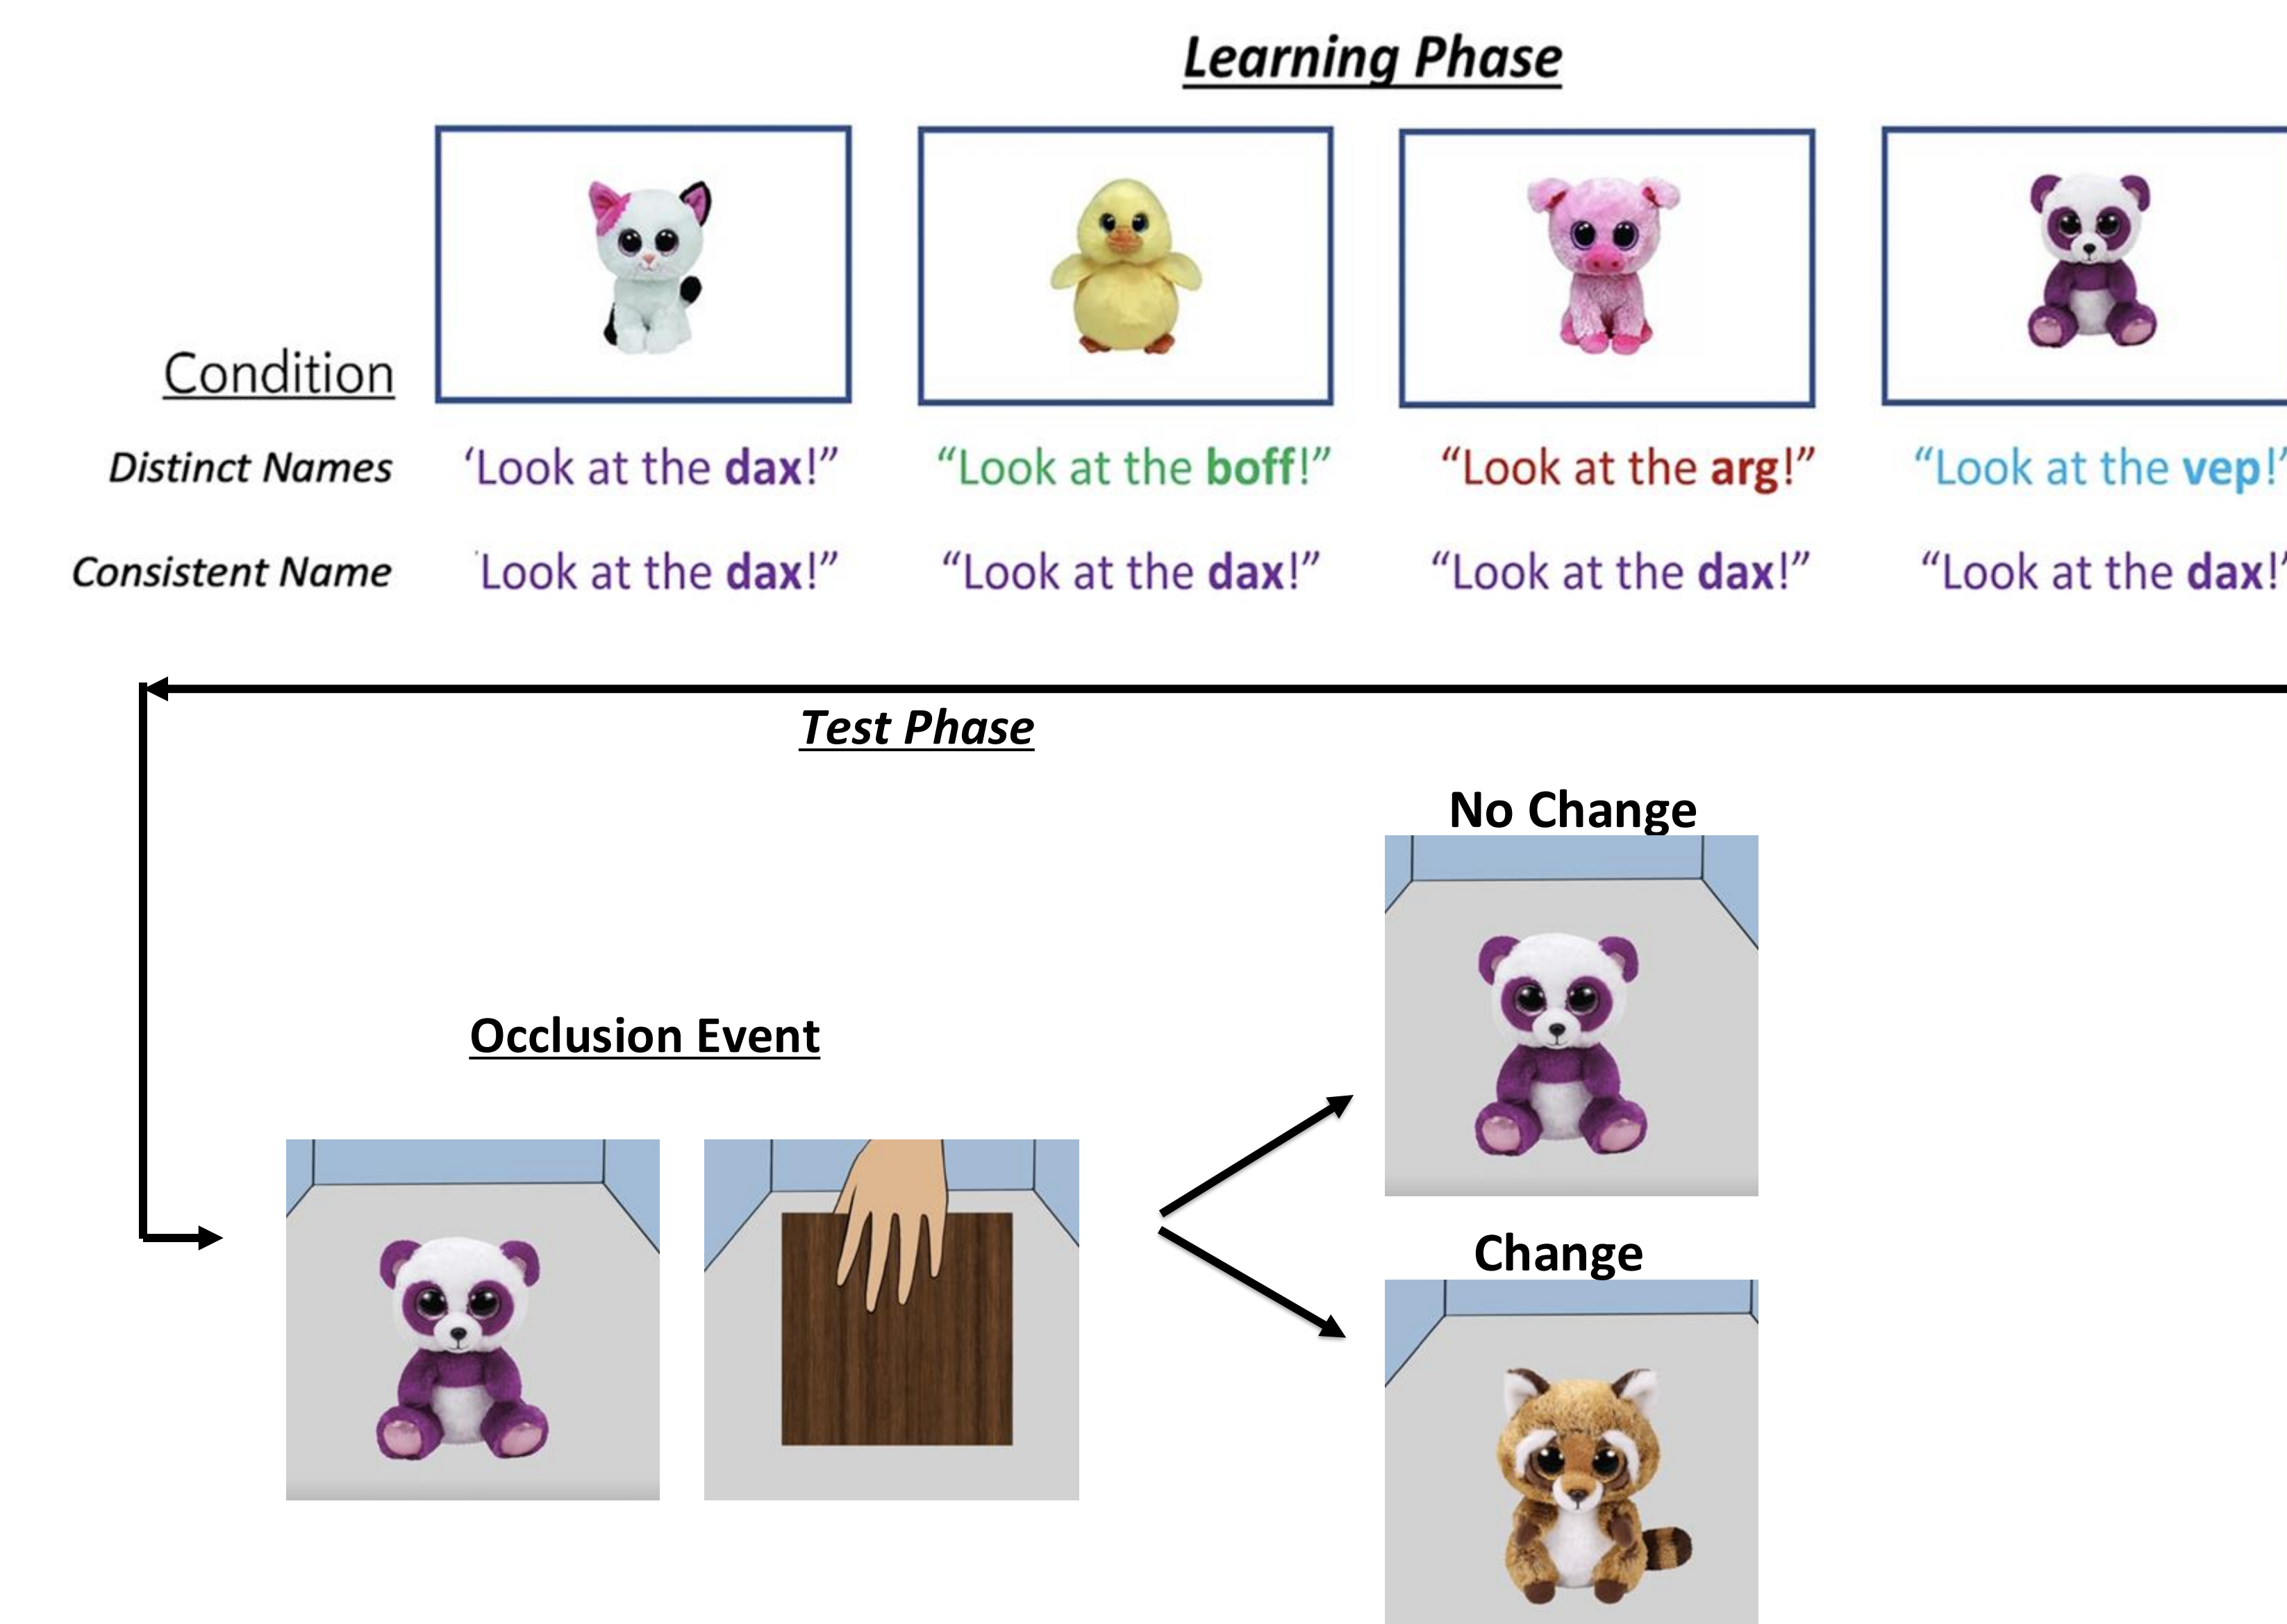 Learning Phase
Condition
Distinct Names ‘Look at the dax!” “Look at the boff!” “Look at the arg!” “Look at the vep!”
Consistent Name 'Look at the dax!” “Look at the dax!” “Look at the dax!” “Look at the dax!”
Test Phase
No Change
Occlusion Event
Change